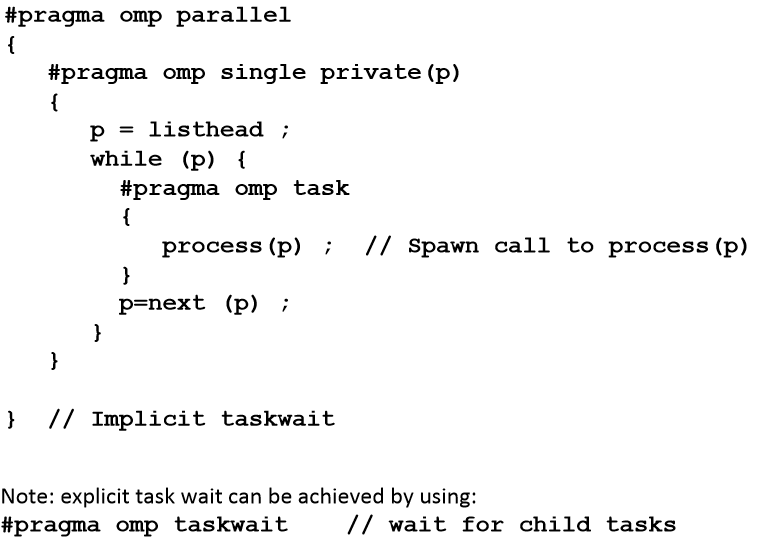 #pragma omp parallel
{
#pragma omp single private(p)
{
p = listhead ;
while (p) {
#pragma omp task
{
process(p) ; // Spawn call to process(p)
}
p=next (p) ;
}
}
} // Implicit taskwait
Note: explicit task wait can be achieved by using:
#pragma omp taskwait // wait for child tasks